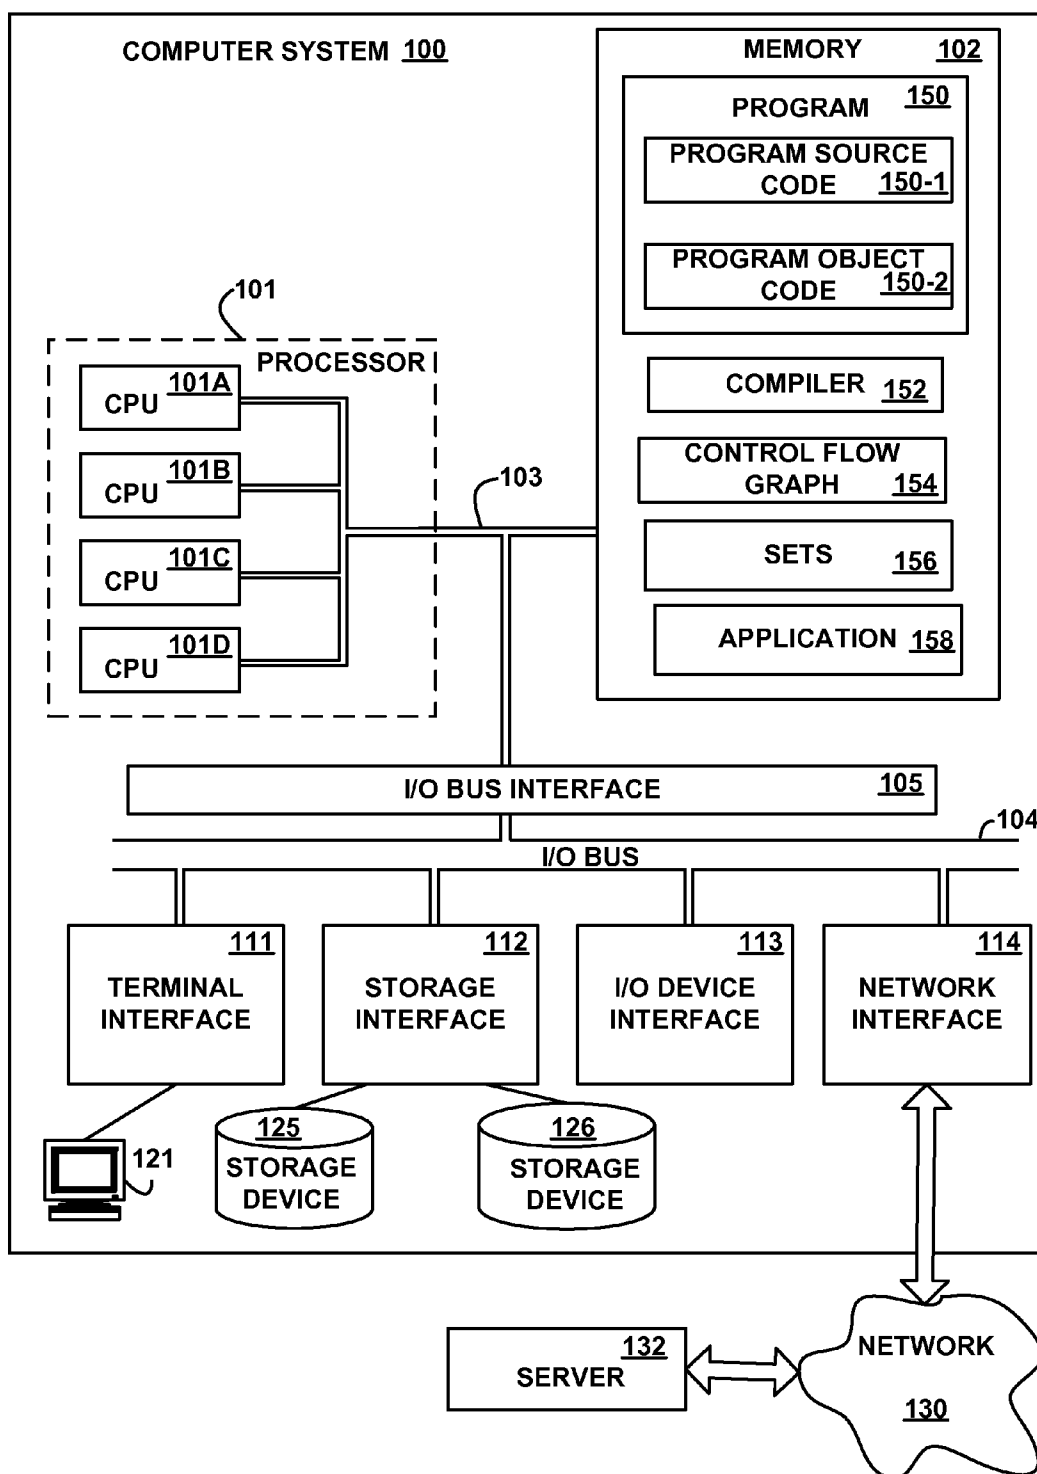 COMPUTER SYSTEM 100
MEMORY 102
PROGRAM 150
PROGRAM SOURCE
CODE 150-1
PROGRAM OBJECT
CODE 150-2
COMPILER 152
CONTROL FLOW
GRAPH 154
SETS 156
APPLICATION 158
101
PROCESSOR
CPU 101A
CPU 101B
CPU 101C
CPU 101D
103
I/O BUS INTERFACE 105
104
I/O BUS
111
TERMINAL
INTERFACE
112
STORAGE
INTERFACE
113
I/O DEVICE
INTERFACE
114
NETWORK
INTERFACE
121
125
STORAGE
DEVICE
126
STORAGE
DEVICE
132
SERVER
NETWORK
130